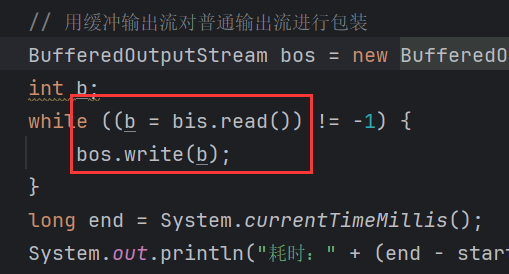 // 用缓冲输出流对普通输出流进行包装
BufferedOutputStream bos = new BufferedO
int b;
while ((b = bis.read()) != -1) {
bos.write(b);
}
long end = System.currentTimeMillis();
System.out.println("耗时：" + (end - star